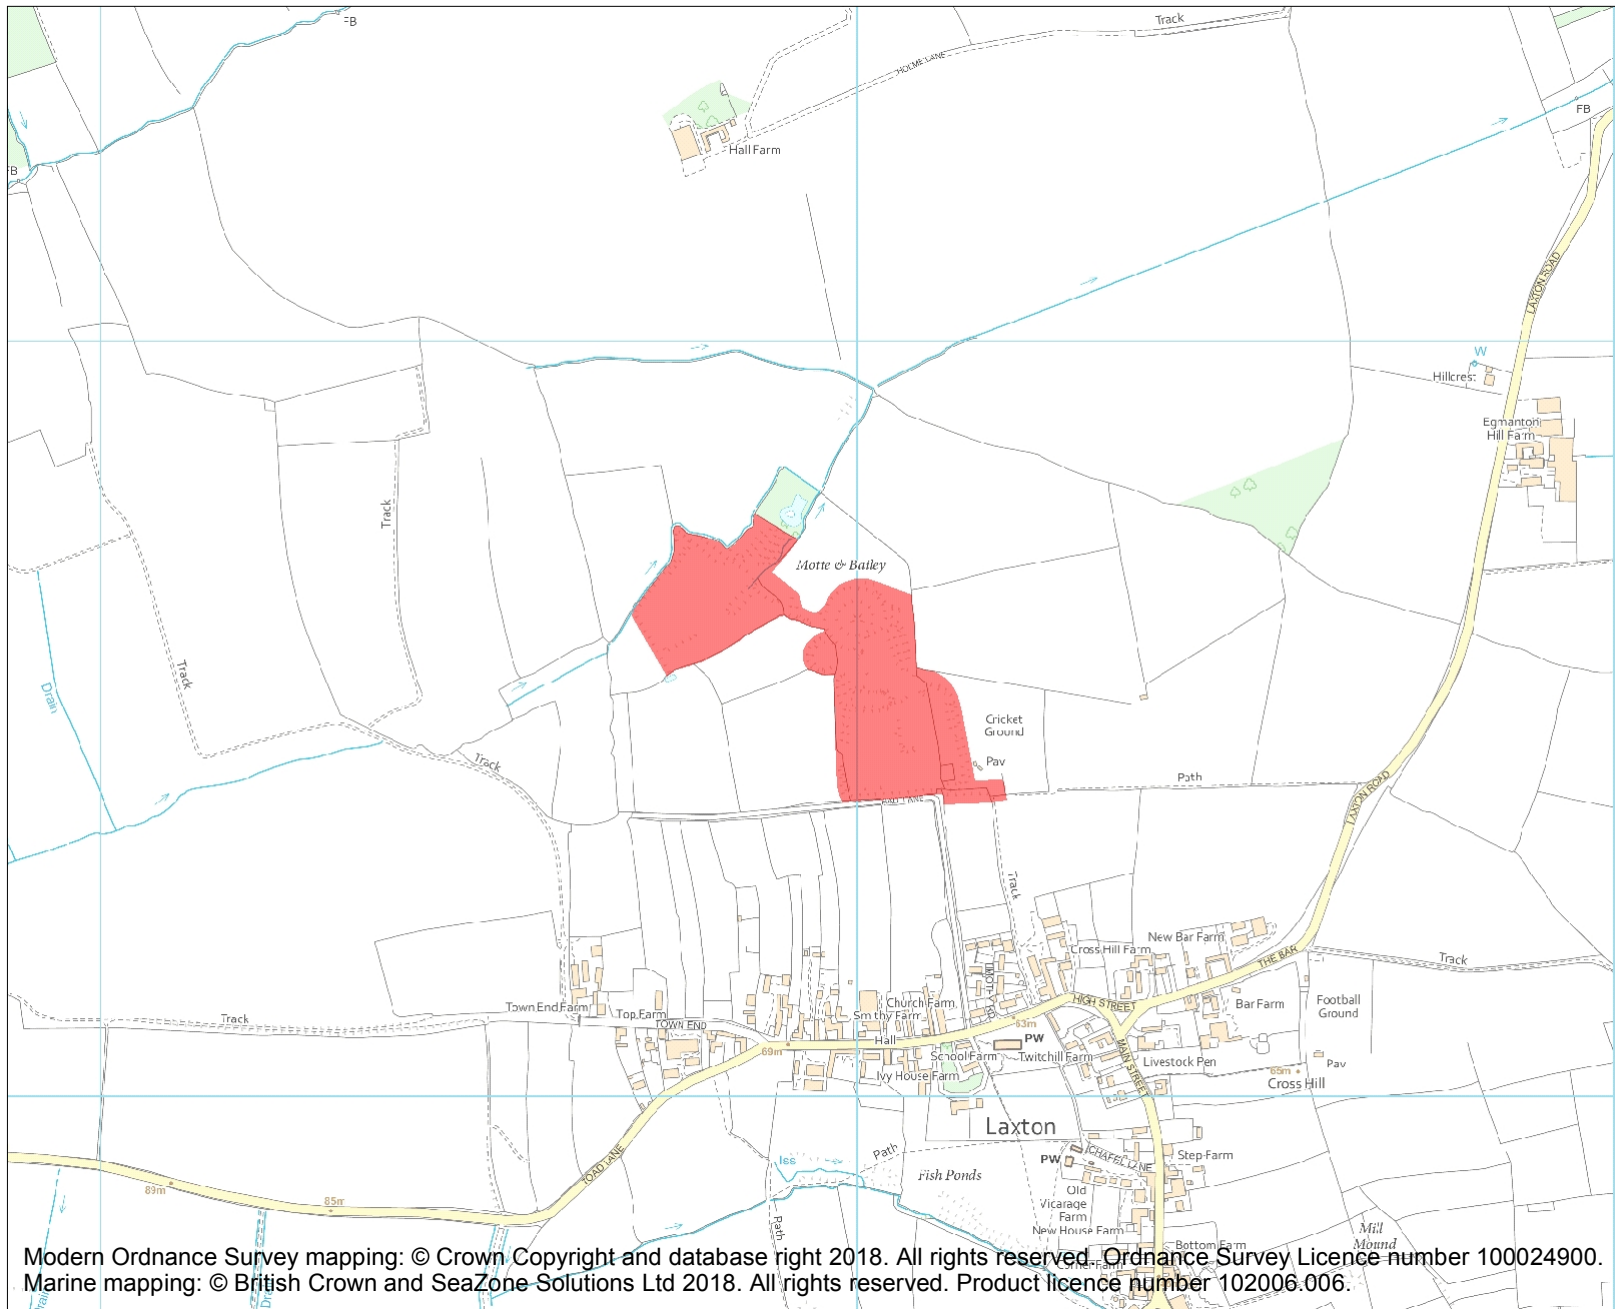 FB
Track
HOLME LANE
FB
Hall Farm
FB
LAXTON ROAD
W
Hillcrest
Egmanton
Hill Farm
Track
Motte & Bailey
Track
Drain
Cricket
Ground
Pav
Track
Path
LAXTON ROAD
Track
New Bar Farm
Cross Hill Farm
THE BAR
Track
Town End Farm
Top Farm
Church Farm
Smithy Farm
HIGH STREET
Bar Farm
Football
Ground
Track
TOWN END
63m
69m
Hall
PW
School Farm
Twitchill Farm
MAIN STREET
Livestock Pen
Pav
65m
Cross Hill
Ivy House Farm
Laxton
Path
Iss
Fish Ponds
PW
CHAPEL LANE
Step Farm
TOAD LANE
89m
85m
Old
Vicarage
Farm
New House Farm
Path
Mill
Mound
Bottom Farm
Corner Farm
Modern Ordnance Survey mapping: © Crown Copyright and database right 2018. All rights reserved. Ordnance Survey Licence number 100024900.
Marine mapping: © British Crown and SeaZone Solutions Ltd 2018. All rights reserved. Product licence number 102006.006.
Drain
Drain